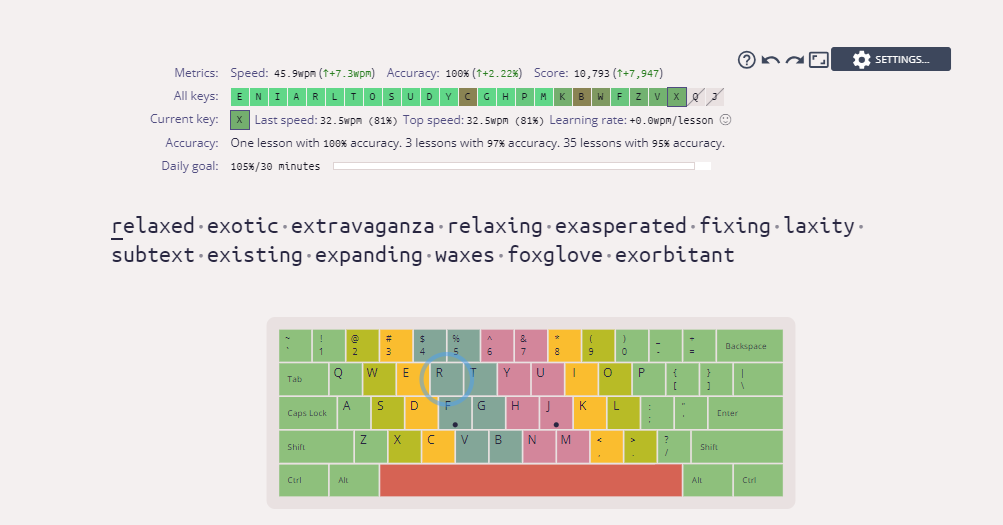 Metrics: Speed: 45.9wpm (↑+7.3wpm) Accuracy: 100% (↑+2.22%) Score: 10,793 (↑+7,947)
SETTINGS...
All keys: E N I A R L T O S U D Y C G H P M K B W F Z V X Q J
Current key: X Last speed: 32.5wpm (81%) Top speed: 32.5wpm (81%) Learning rate: +0.0wpm/lesson
Accuracy: One lesson with 100% accuracy. 3 lessons with 97% accuracy. 35 lessons with 95% accuracy.
Daily goal: 105%/30 minutes
relaxed·exotic·extravaganza·relaxing·exasperated·fixing·laxity·
subtext·existing·expanding·waxes·foxglove·exorbitant
~ ! @ # $ % ^ & * ( ) _ +
` 1 2 3 4 5 6 7 8 9 0 - = Backspace
Tab Q W E R T Y U I O P { } |
[ ] \
Caps Lock A S D F G H J K L : " Enter
; '
Shift Z X C V B N M < > ? Shift
, . /
Ctrl Alt Alt Ctrl